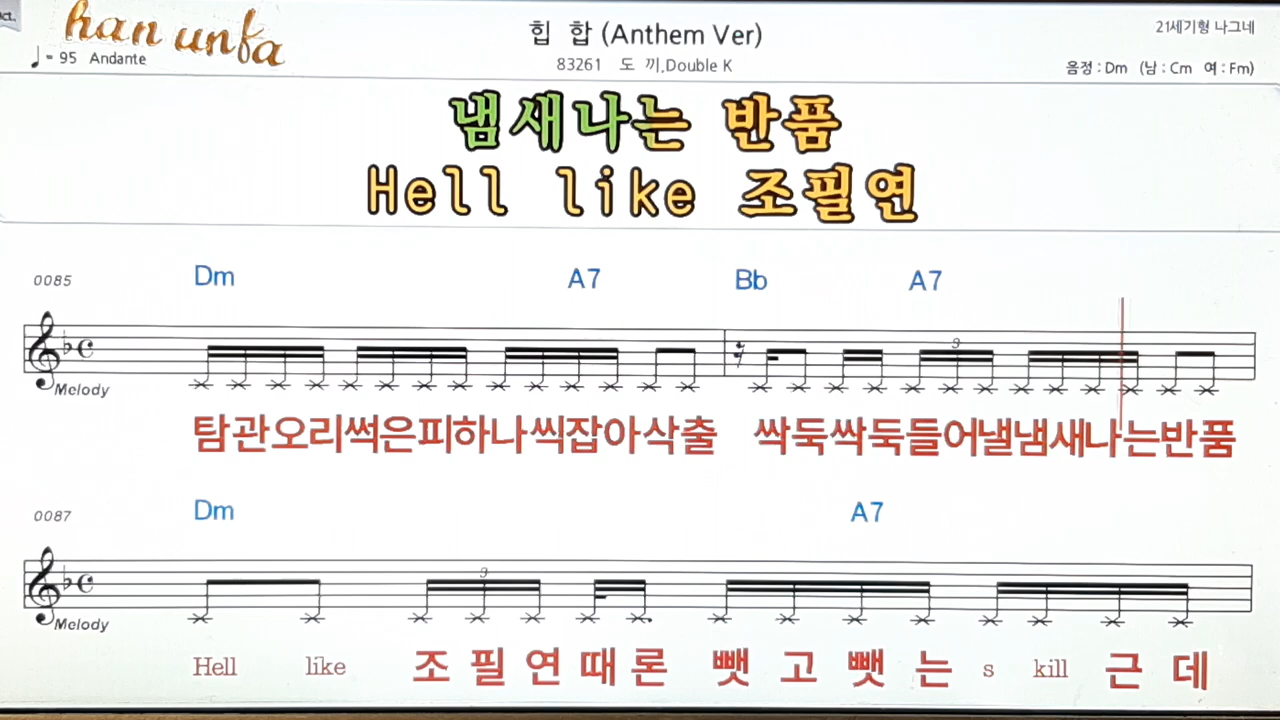 ct.
han unfa
♩ = 95 Andante
힙 합 (Anthem Ver)
83261 도 끼,Double K
21세기형 나그네
음정 : Dm (남 : Cm 여 : Fm)
냄새나는 반품
Hell like 조필연
0085 Dm A7 Bb A7
3
Melody
탐관오리썩은피하나씩잡아삭출 싹둑싹둑들어낼냄새나는반품
0087 Dm A7
3
Melody
Hell like 조 필 연 때 론 뺏 고 뺏 는 s kill 근 데